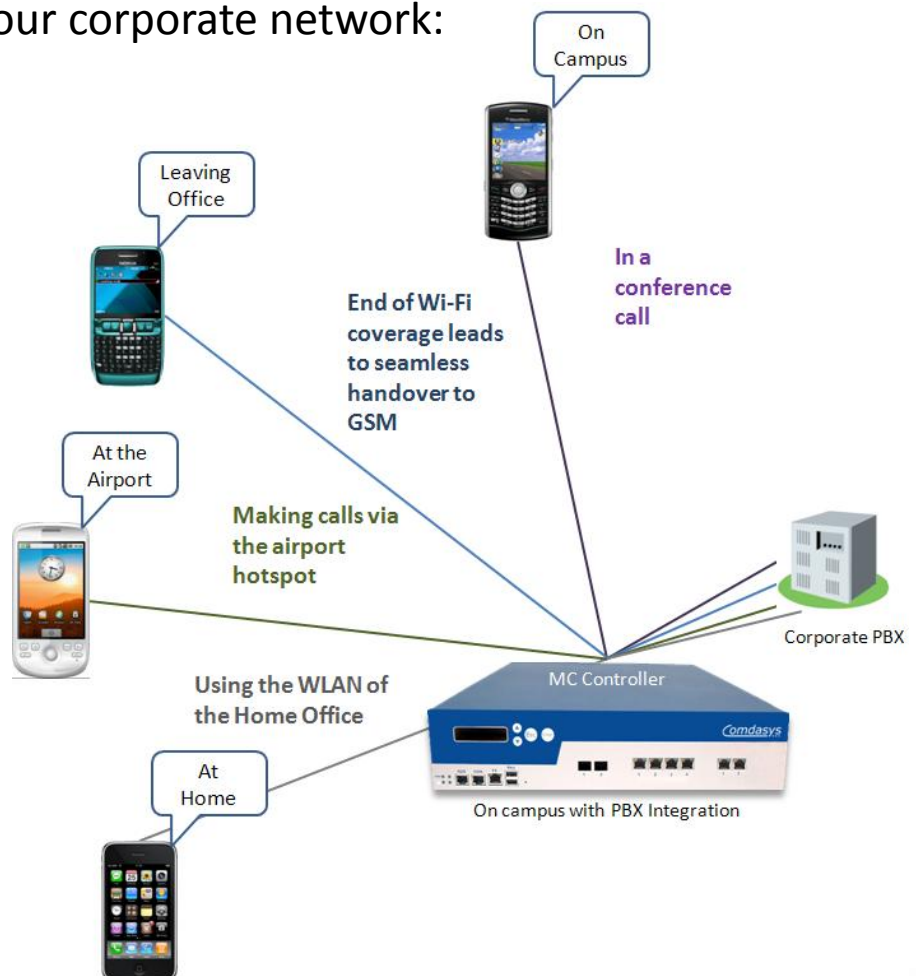 our corporate network:
On
Campus
Leaving
Office
In a
conference
call
End of Wi-Fi
coverage leads
to seamless
handover to
GSM
At the
Airport
Making calls via
the airport
hotspot
Corporate PBX
Using the WLAN of
the Home Office
MC Controller
Comdasys
At
Home
On campus with PBX Integration